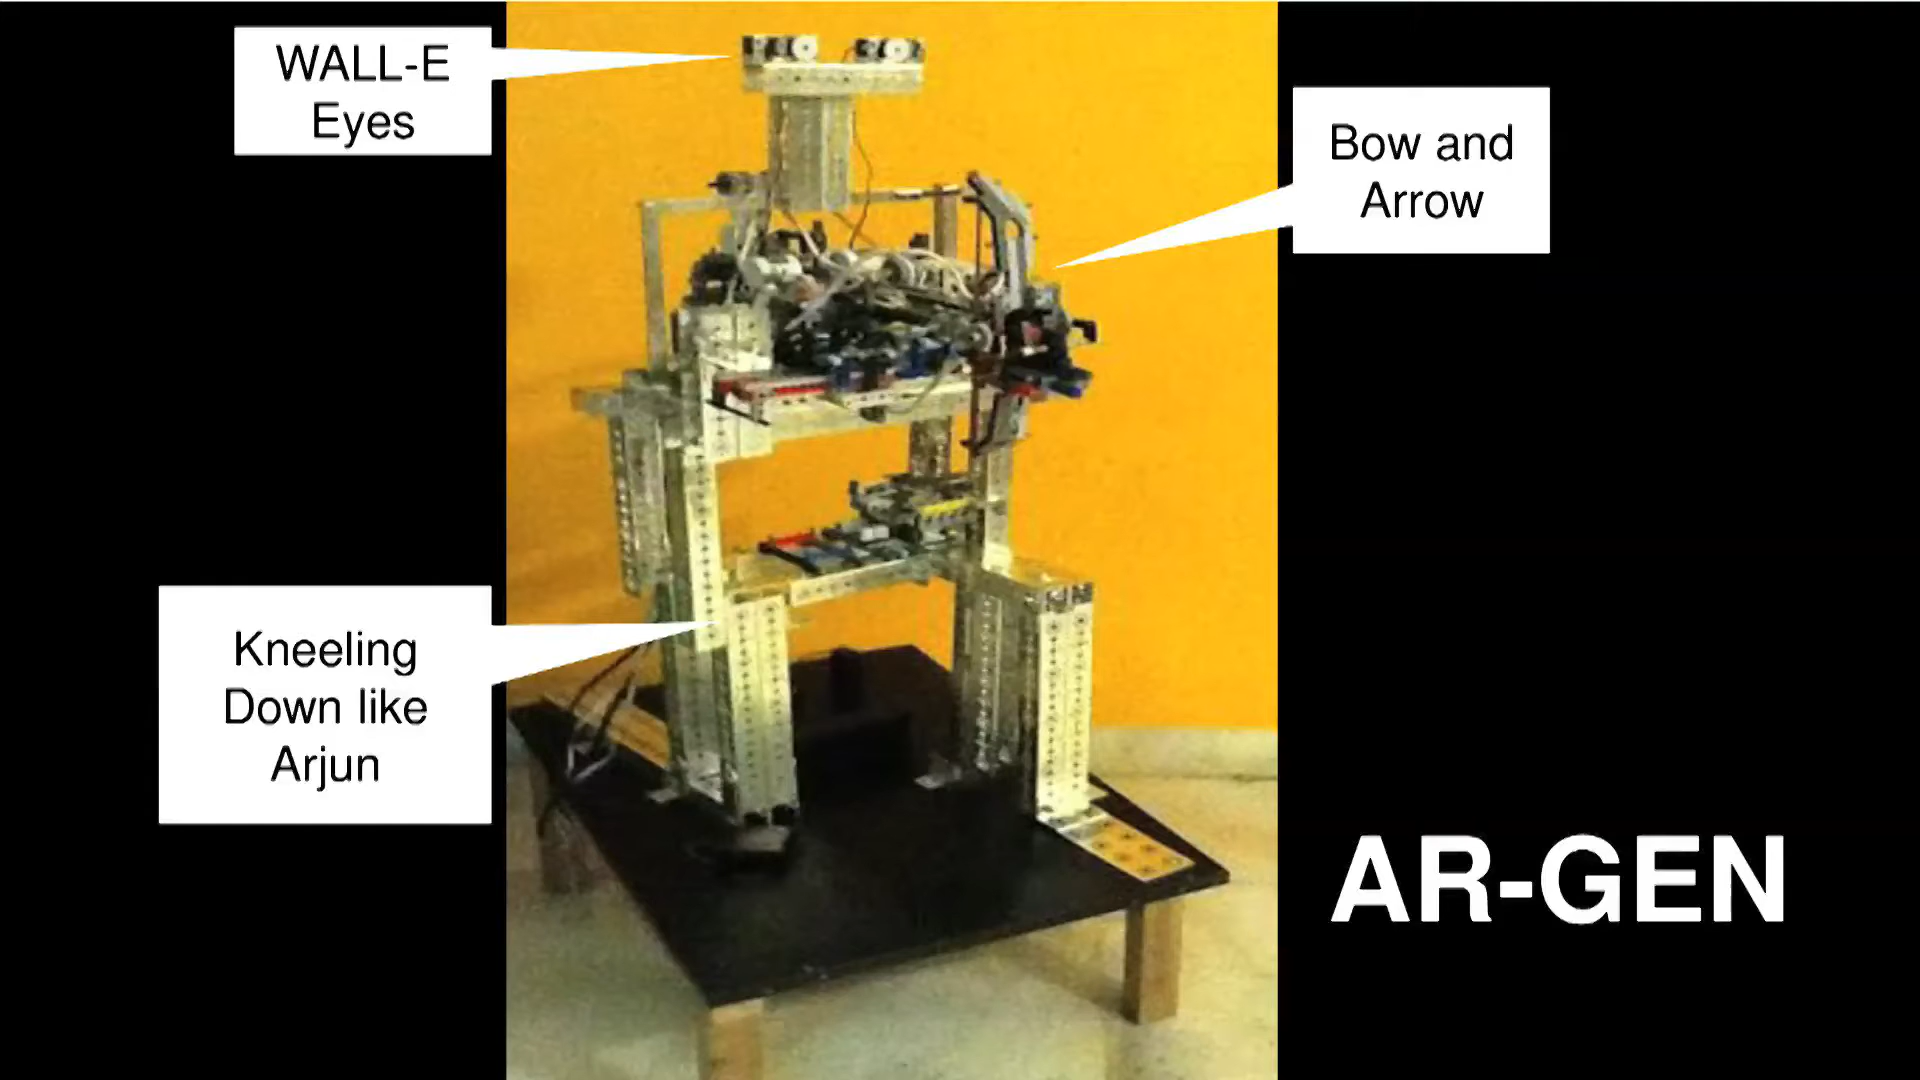 WALL-E
Eyes
Bow and
Arrow
Kneeling
Down like
Arjun
AR-GEN